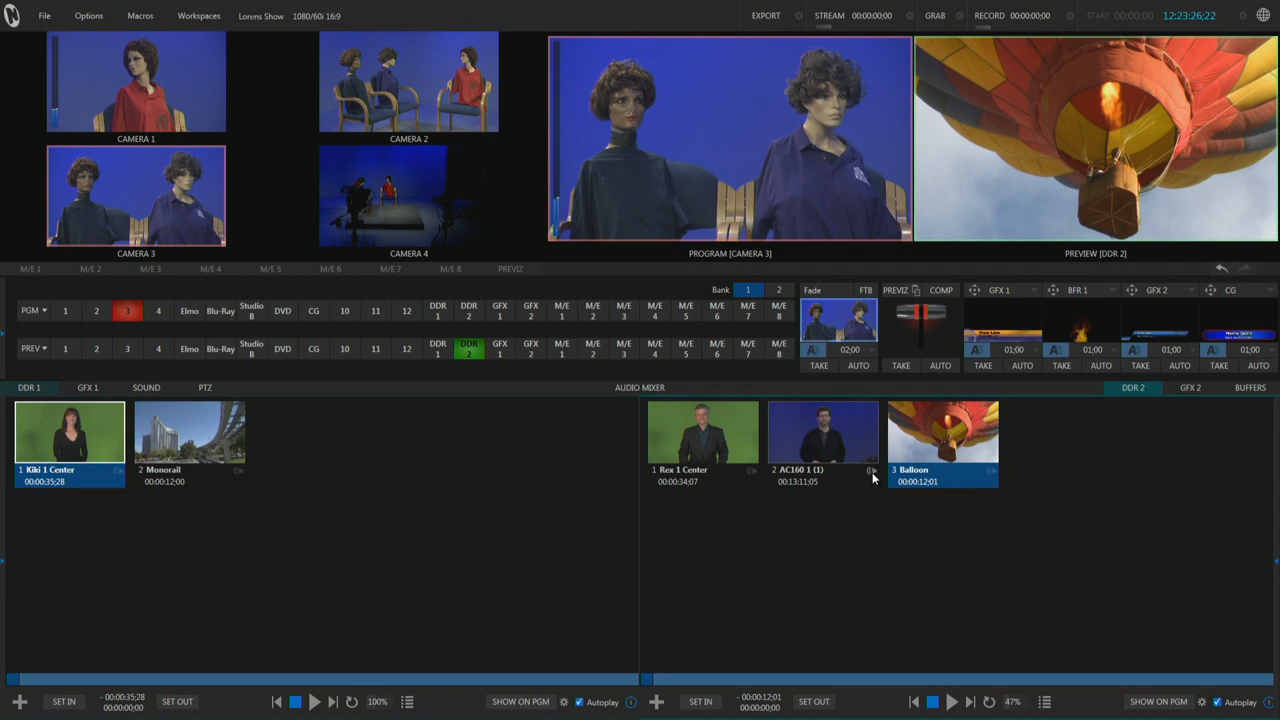 File Options Macros Workspaces Lorens Show 1080/60i 16:9 EXPORT STREAM 00:00:00;00 GRAB RECORD 00:00:00;00 START 00:00:00;00 12:23:26;22
CAMERA 1 CAMERA 2
CAMERA 3 CAMERA 4 PROGRAM [CAMERA 3] PREVIEW [DDR 2]
M/E 1 M/E 2 M/E 3 M/E 4 M/E 5 M/E 6 M/E 7 M/E 8 PREVIZ
Bank 1 2 Fade FTB PREVIZ COMP GFX 1 BFR 1 GFX 2 CG
PGM 1 2 3 4 Elmo Blu-Ray Studio B DVD CG 10 11 12 DDR 1 DDR 2 GFX 1 GFX 2 M/E 1 M/E 2 M/E 3 M/E 4 M/E 5 M/E 6 M/E 7 M/E 8
PREV 1 2 3 4 Elmo Blu-Ray Studio B DVD CG 10 11 12 DDR 1 DDR 2 GFX 1 GFX 2 M/E 1 M/E 2 M/E 3 M/E 4 M/E 5 M/E 6 M/E 7 M/E 8
02;00 01;00 01;00 01;00 01;00
TAKE AUTO TAKE AUTO TAKE AUTO TAKE AUTO TAKE AUTO TAKE AUTO
DDR 1 GFX 1 SOUND PTZ AUDIO MIXER DDR 2 GFX 2 BUFFERS
1 Kiki 1 Center 2 Monorail 1 Rex 1 Center 2 AC160 1 (1) 3 Balloon
00:00:35;28 00:00:12;00 00:00:34;07 00:13:11;05 00:00:12;01
SET IN - 00:00:35;28 SET OUT 100% SHOW ON PGM Autoplay SET IN - 00:00:12;01 SET OUT 47% SHOW ON PGM Autoplay
00:00:00;00 00:00:00;00